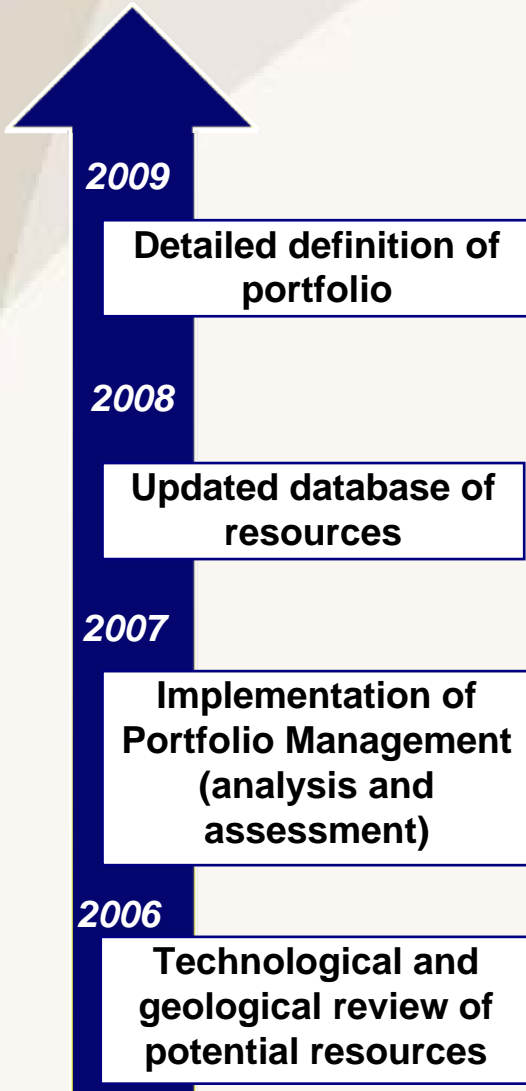 2009
Detailed definition of
portfolio
2008
Updated database of
resources
2007
Implementation of
Portfolio Management
(analysis and
assessment)
2006
Technological and
geological review of
potential resources